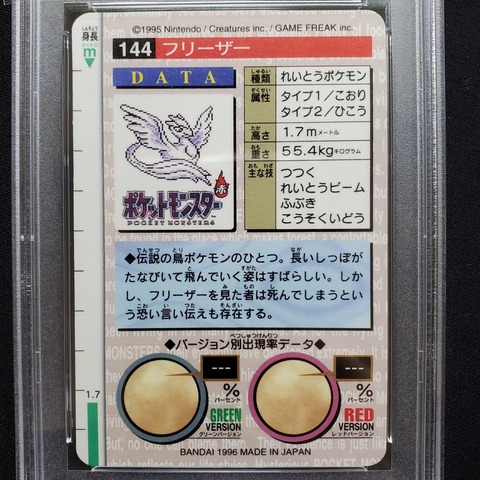 ©1995 Nintendo / Creatures inc. / GAME FREAK inc.
身長
メートル
m
144 フリーザー
DATA
種類 れいとうポケモン
属性 タイプ1／こおり
タイプ2／ひこう
高さ 1.7mメートル
重さ 55.4kgキログラム
主な技 つつく
れいとうビーム
ふぶき
こうそくいどう
赤
ポケットモンスター
POCKET MONSTERS
◆伝説の鳥ポケモンのひとつ。長いしっぽが
たなびいて飛んでいく姿はすばらしい。しか
し、フリーザーを見た者は死んでしまうとい
う恐い言い伝えも存在する。
◆バージョン別出現率データ◆
--- %
パーセント
GREEN
VERSION
グリーンバージョン
--- %
パーセント
RED
VERSION
レッドバージョン
1.7
BANDAI 1996 MADE IN JAPAN